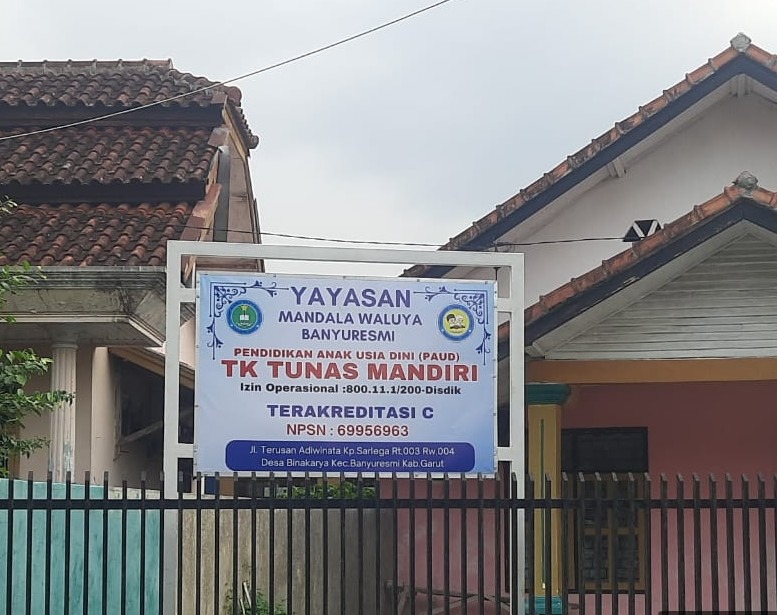 YAYASAN
MANDALA WALUYA
BANYURESMI
PENDIDIKAN ANAK USIA DINI (PAUD)
TK TUNAS MANDIRI
Izin Operasional :800.11.1/200-Disdik
TERAKREDITASI C
NPSN : 69956963
Jl. Terusan Adiwinata Kp.Sarlega Rt.003 Rw.004
Desa Binakarya Kec.Banyuresmi Kab.Garut